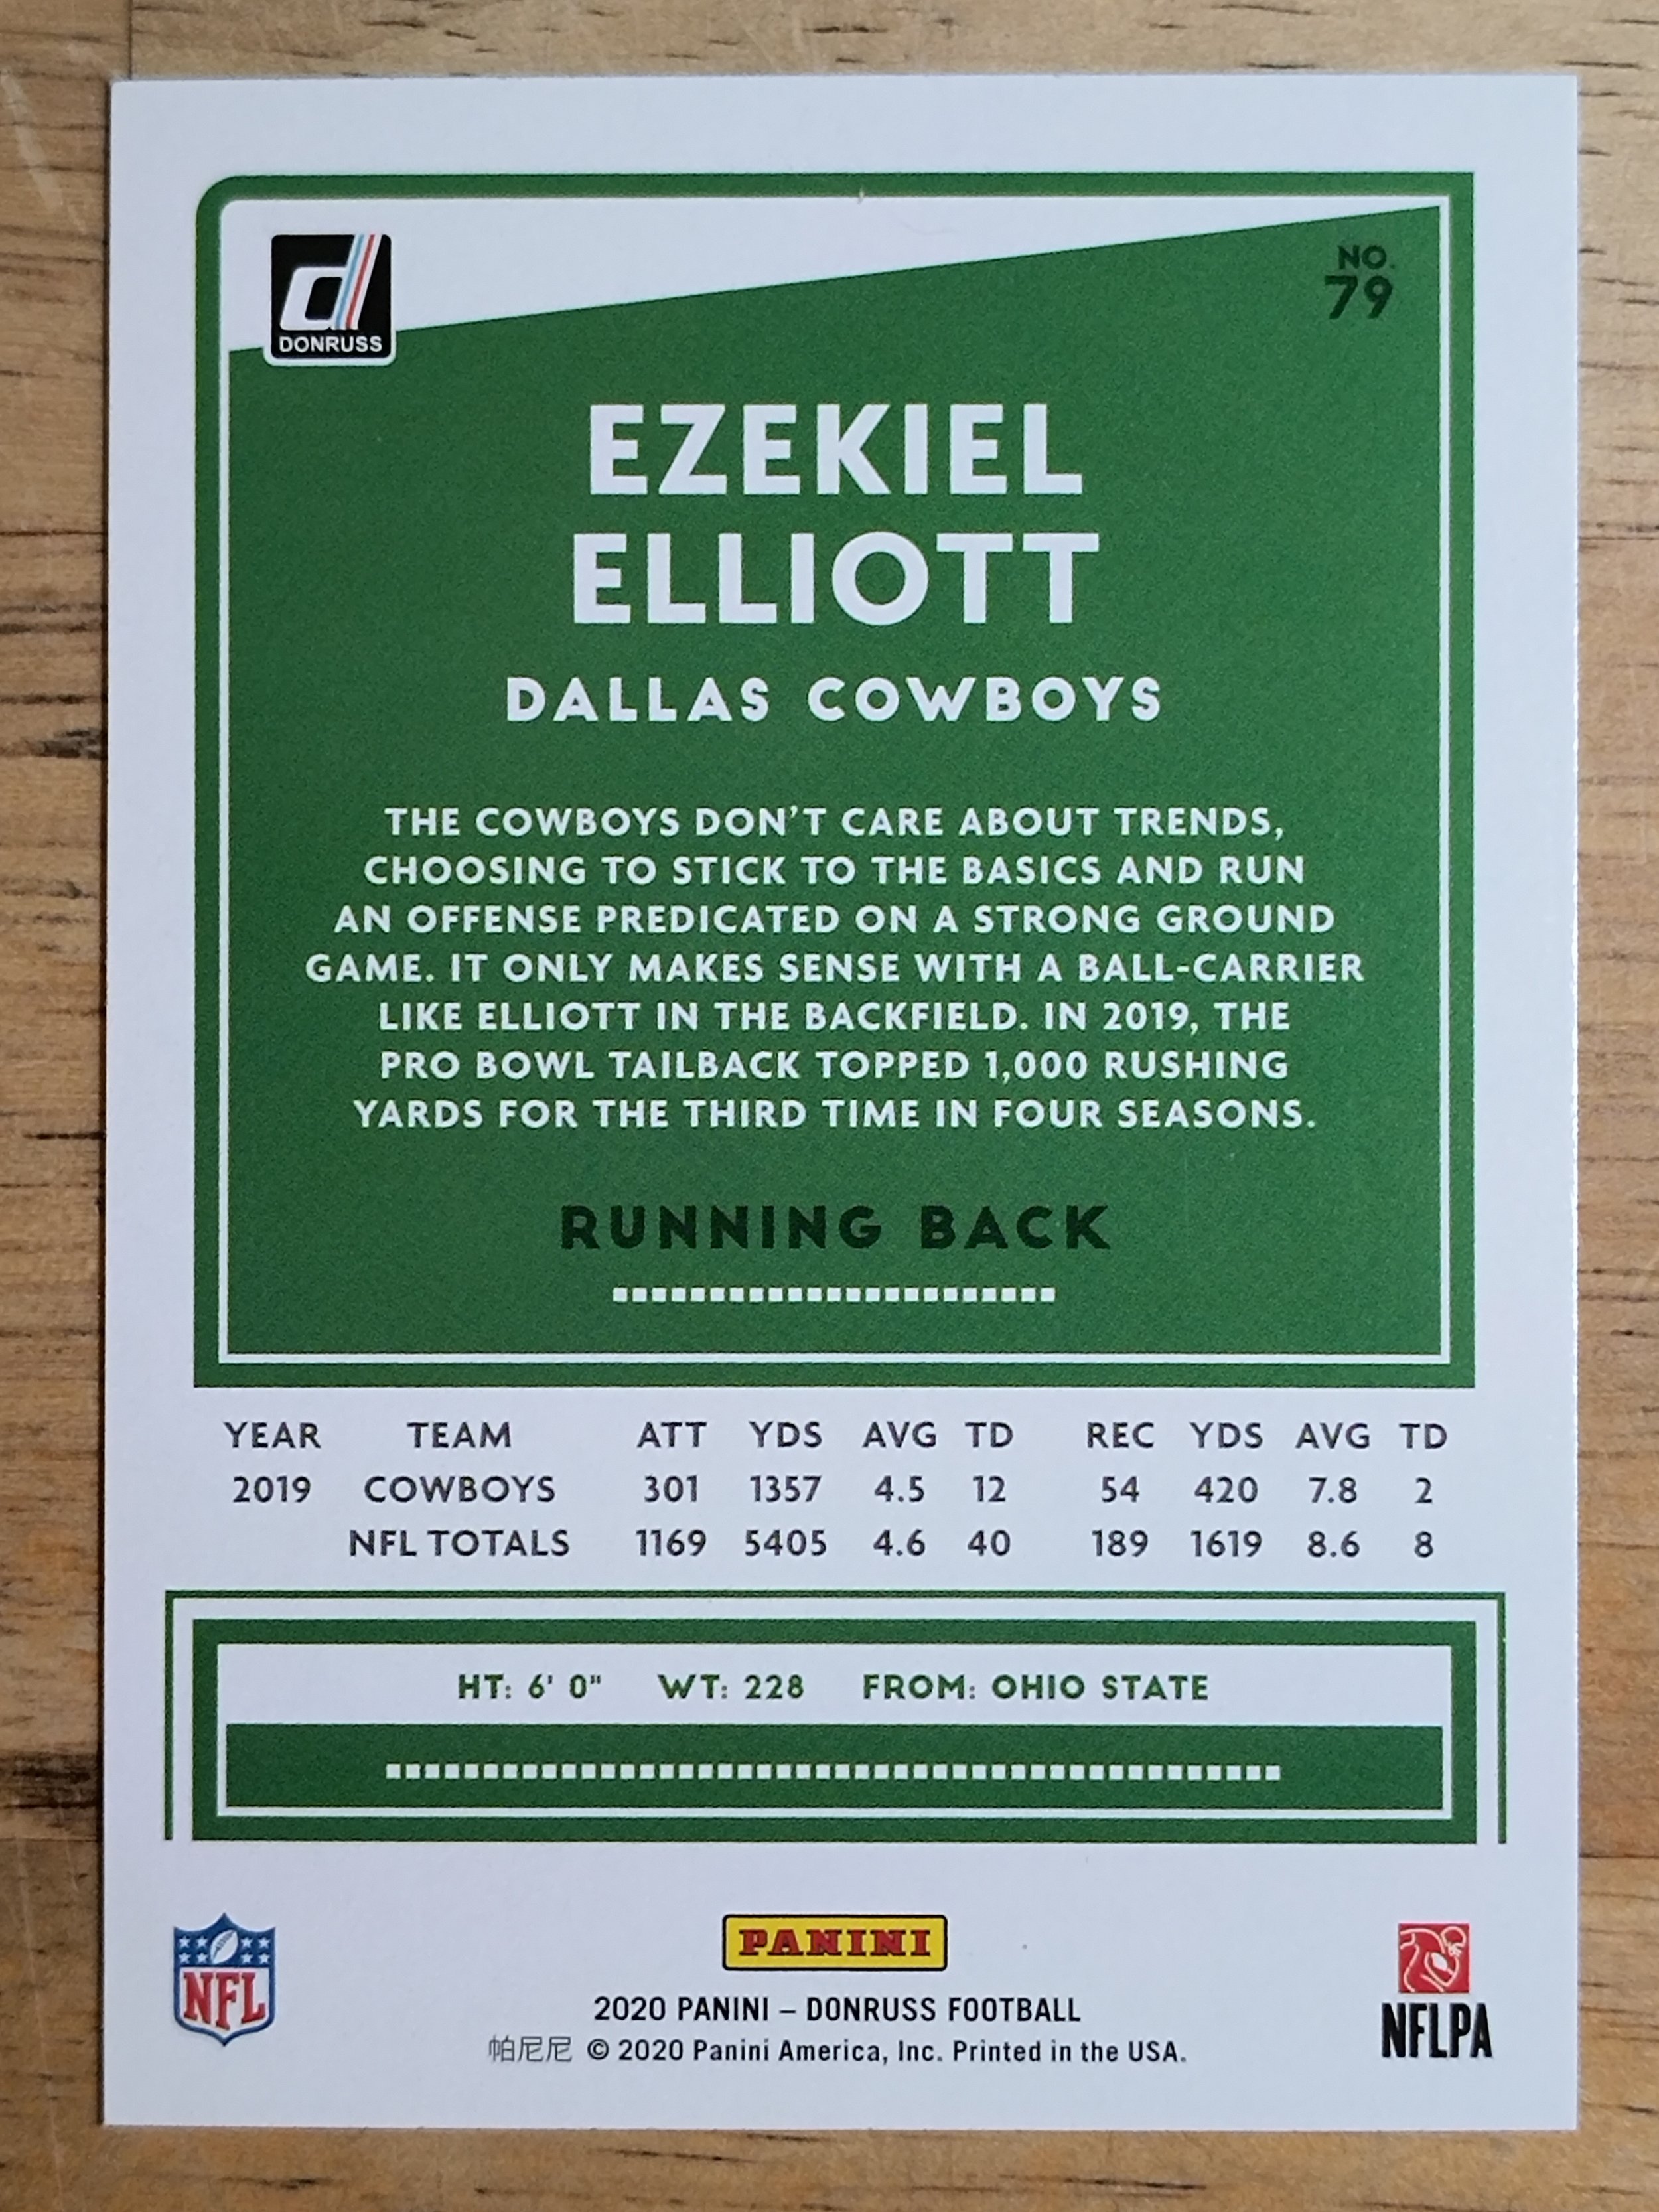 d
DONRUSS
NO.
79
EZEKIEL
ELLIOTT
DALLAS COWBOYS
THE COWBOYS DON'T CARE ABOUT TRENDS,
CHOOSING TO STICK TO THE BASICS AND RUN
AN OFFENSE PREDICATED ON A STRONG GROUND
GAME. IT ONLY MAKES SENSE WITH A BALL-CARRIER
LIKE ELLIOTT IN THE BACKFIELD. IN 2019, THE
PRO BOWL TAILBACK TOPPED 1,000 RUSHING
YARDS FOR THE THIRD TIME IN FOUR SEASONS.
RUNNING BACK
YEAR TEAM ATT YDS AVG TD REC YDS AVG TD
2019 COWBOYS 301 1357 4.5 12 54 420 7.8 2
NFL TOTALS 1169 5405 4.6 40 189 1619 8.6 8
HT: 6' 0" WT: 228 FROM: OHIO STATE
NFL
PANINI
2020 PANINI – DONRUSS FOOTBALL
帕尼尼 © 2020 Panini America, Inc. Printed in the USA.
NFLPA